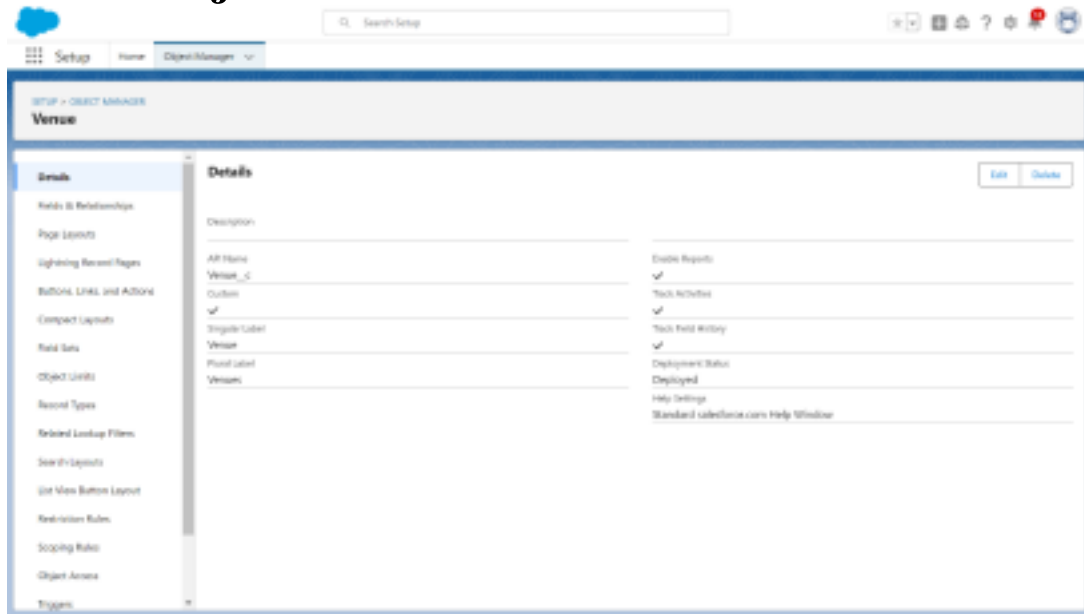 Search Setup
Setup
Home
Object Manager
SETUP > OBJECT MANAGER
Venue
Details
Fields & Relationships
Page Layouts
Lightning Record Pages
Buttons, Links, and Actions
Compact Layouts
Field Sets
Object Limits
Record Types
Related Lookup Filters
Search Layouts
List View Button Layout
Restriction Rules
Scoping Rules
Object Access
Triggers
Details
Edit
Delete
Description
API Name
Venue__c
Custom
Singular Label
Venue
Plural Label
Venues
Enable Reports
Track Activities
Track Field History
Deployment Status
Deployed
Help Settings
Standard salesforce.com Help Window